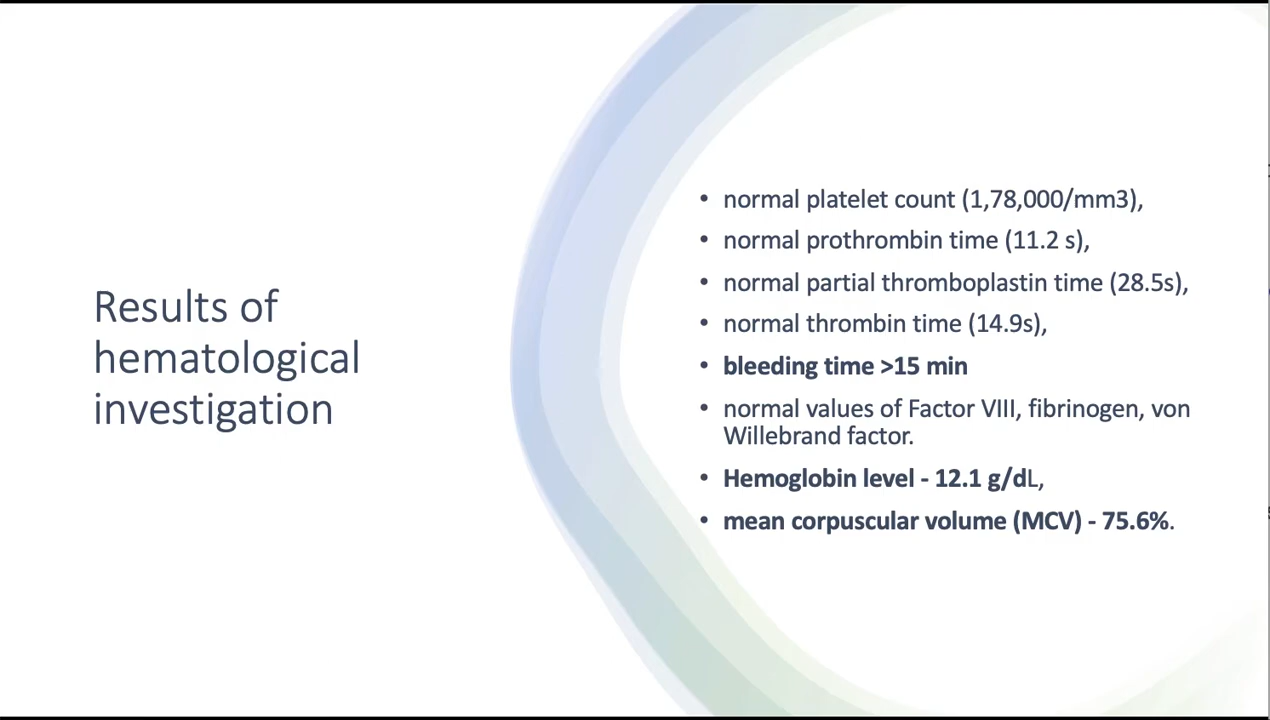 Results of
hematological
investigation
• normal platelet count (1,78,000/mm3),
• normal prothrombin time (11.2 s),
• normal partial thromboplastin time (28.5s),
• normal thrombin time (14.9s),
• bleeding time >15 min
• normal values of Factor VIII, fibrinogen, von
Willebrand factor.
• Hemoglobin level - 12.1 g/dL,
• mean corpuscular volume (MCV) - 75.6%.